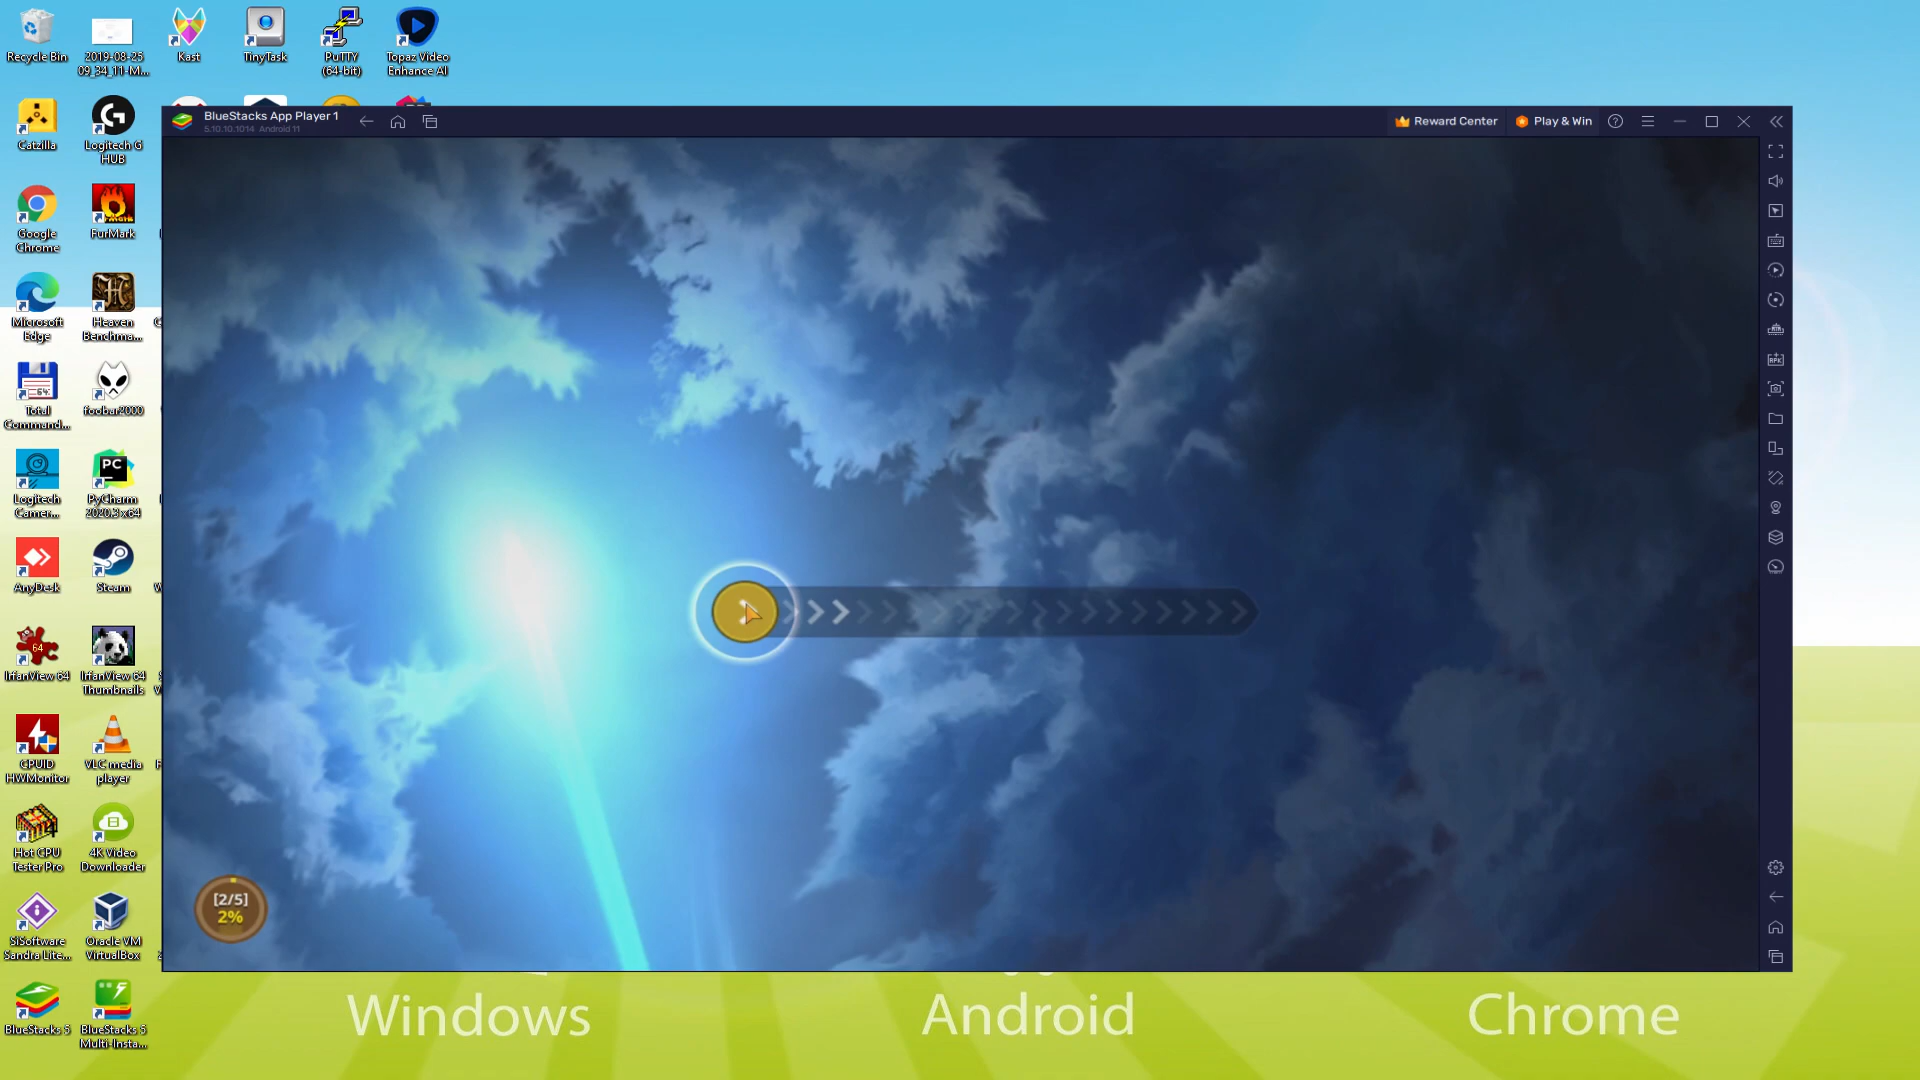 Recycle Bin
2019-08-25
09_34_11-M...
Kast
TinyTask
PuTTY
(64-bit)
Topaz Video
Enhance AI
Catzilla
Logitech G
HUB
BlueStacks App Player 1
5.10.10.1014 Android 11
Reward Center
Play & Win
Google
Chrome
FurMark
Microsoft
Edge
Heaven
Benchma...
Total
Command...
foobar2000
Logitech
Camer...
PyCharm
2020.3 x64
AnyDesk
Steam
IrfanView 64
IrfanView 64
Thumbnails
CPUID
HWMonitor
VLC media
player
Hot CPU
Tester Pro
4K Video
Downloader
[2/5]
2%
SiSoftware
Sandra Lite...
Oracle VM
VirtualBox
BlueStacks 5
BlueStacks 5
Multi-Insta...
Windows
Android
Chrome